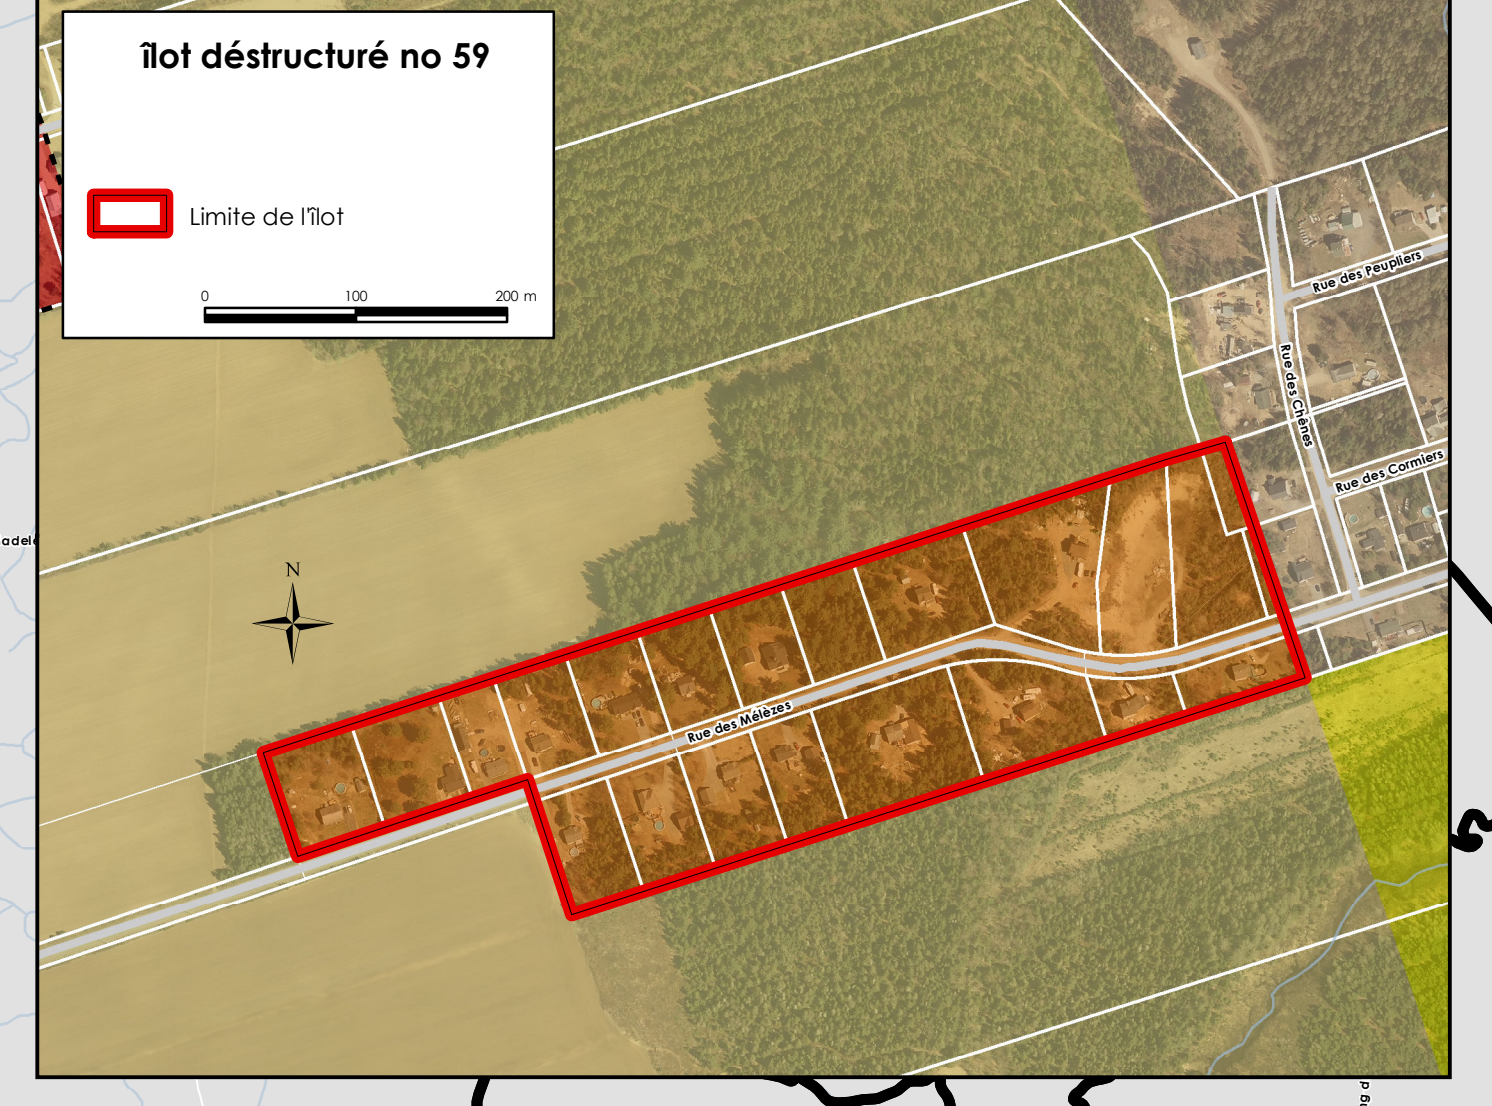 îlot déstructuré no 59
Limite de l'îlot
0 100 200 m
Rue des Peupliers
Rue des Chênes
Rue des Cormiers
adele
N
Rue des Mélèzes